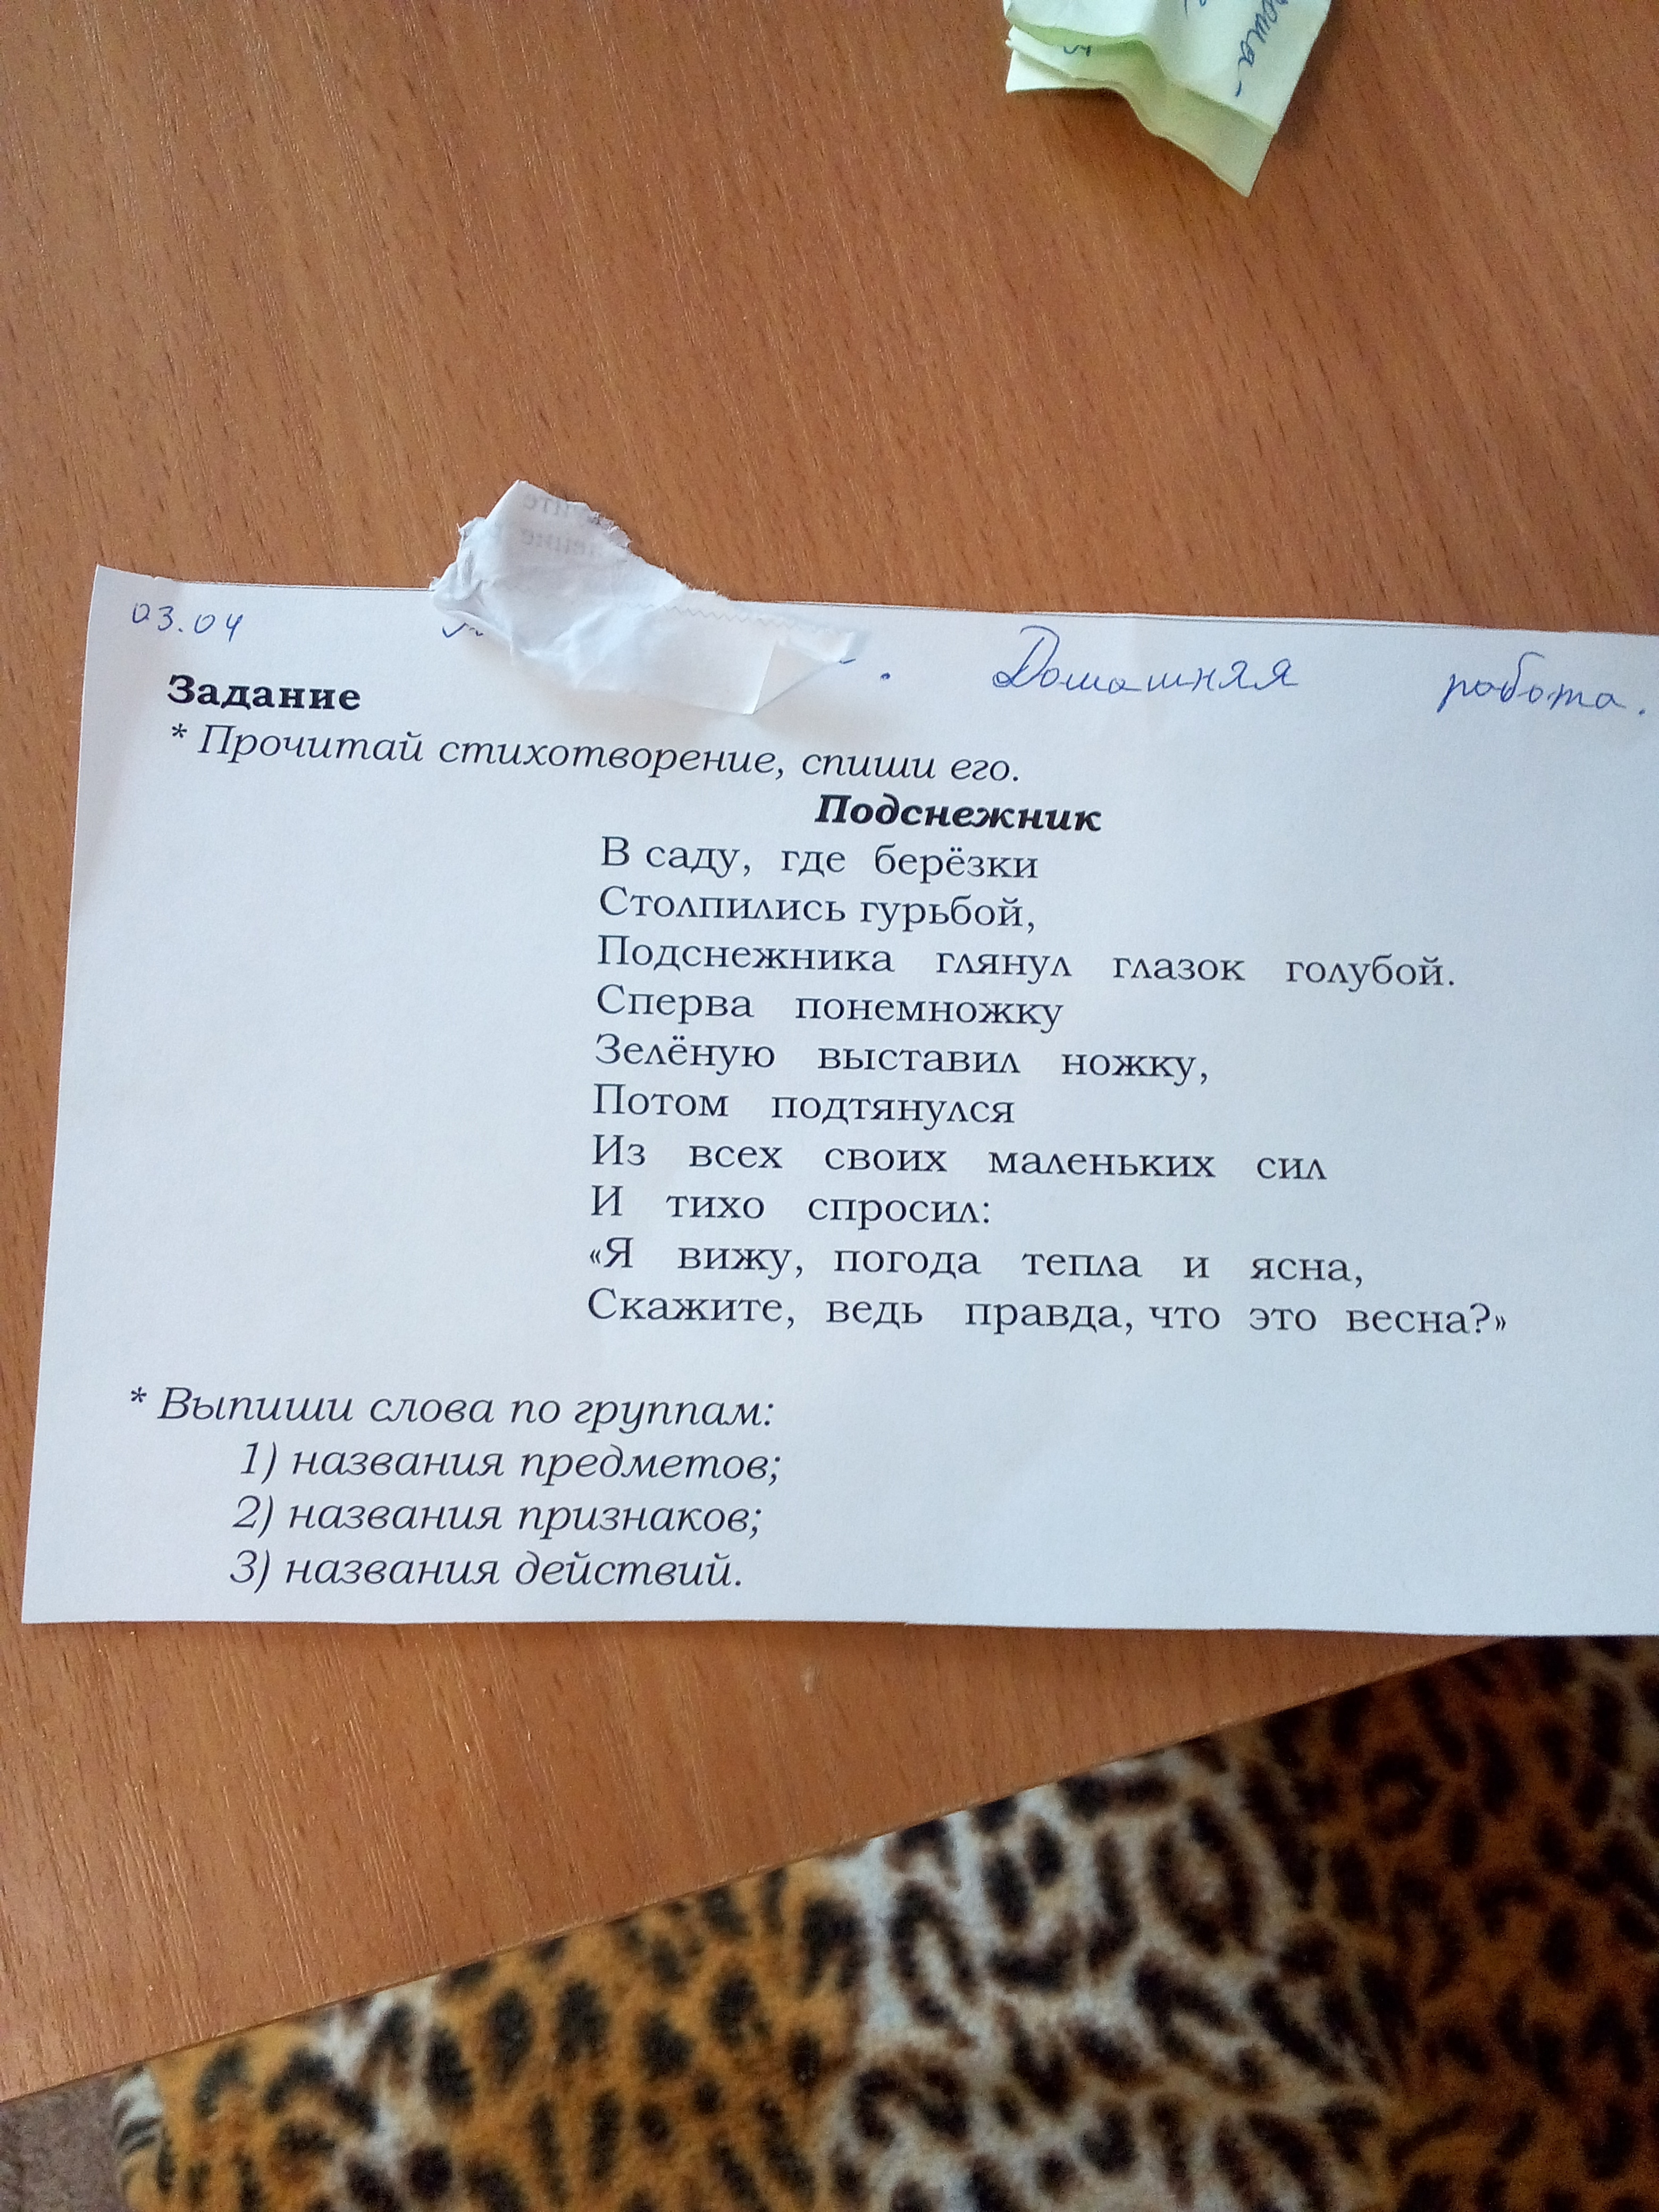 03.04 Домашняя работа.
Задание
* Прочитай стихотворение, спиши его.
Подснежник
В саду, где берёзки
Столпились гурьбой,
Подснежника глянул глазок голубой.
Сперва понемножку
Зелёную выставил ножку,
Потом подтянулся
Из всех своих маленьких сил
И тихо спросил:
«Я вижу, погода тепла и ясна,
Скажите, ведь правда, что это весна?»
* Выпиши слова по группам:
1) названия предметов;
2) названия признаков;
3) названия действий.